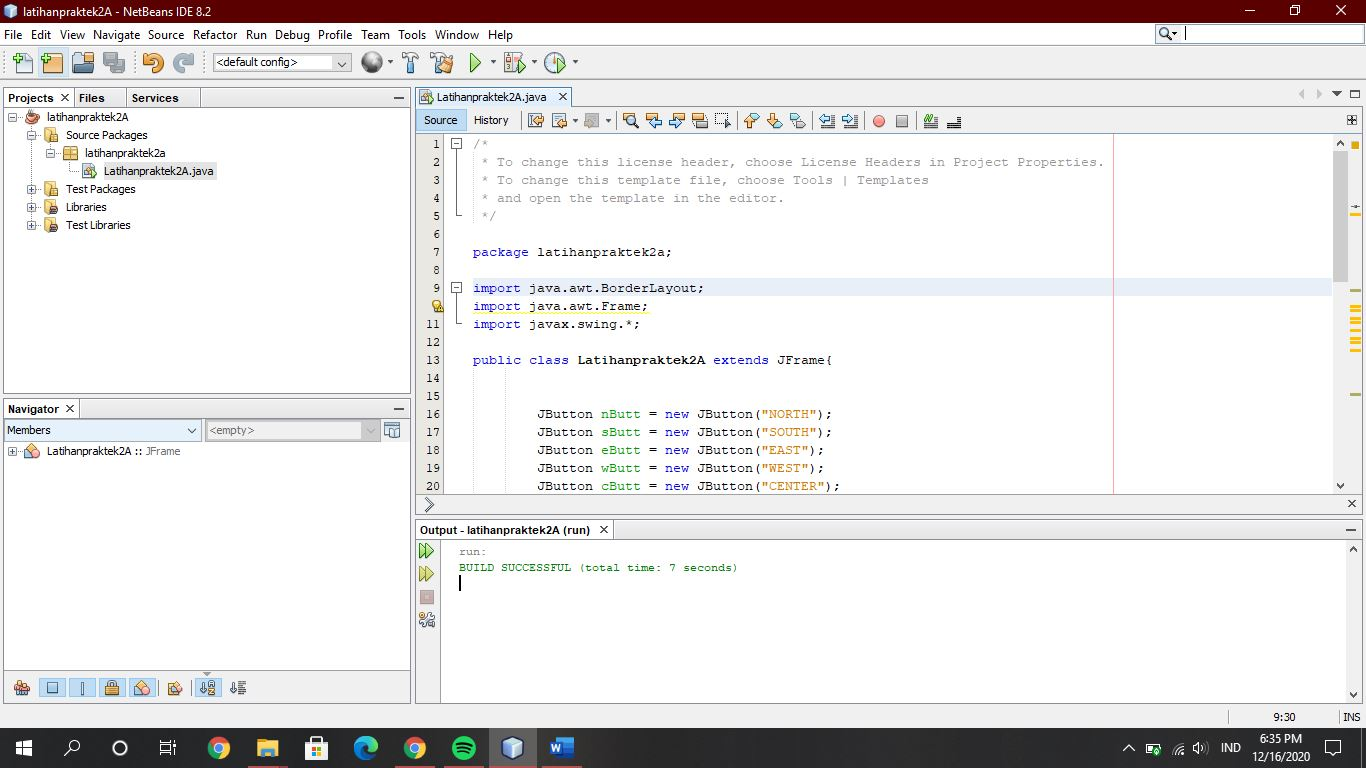 latihanpraktek2A - NetBeans IDE 8.2
File Edit View Navigate Source Refactor Run Debug Profile Team Tools Window Help
<default config>
Projects Files Services
latihanpraktek2A
Source Packages
latihanpraktek2a
Latihanpraktek2A.java
Test Packages
Libraries
Test Libraries
Navigator
Members <empty>
Latihanpraktek2A :: JFrame
Latihanpraktek2A.java
Source History
1 /*
2 * To change this license header, choose License Headers in Project Properties.
3 * To change this template file, choose Tools | Templates
4 * and open the template in the editor.
5 */
6
7 package latihanpraktek2a;
8
9 import java.awt.BorderLayout;
import java.awt.Frame;
11 import javax.swing.*;
12
13 public class Latihanpraktek2A extends JFrame{
14
15
16 JButton nButt = new JButton("NORTH");
17 JButton sButt = new JButton("SOUTH");
18 JButton eButt = new JButton("EAST");
19 JButton wButt = new JButton("WEST");
20 JButton cButt = new JButton("CENTER");
Output - latihanpraktek2A (run)
run:
BUILD SUCCESSFUL (total time: 7 seconds)
9:30 INS
IND
6:35 PM
12/16/2020